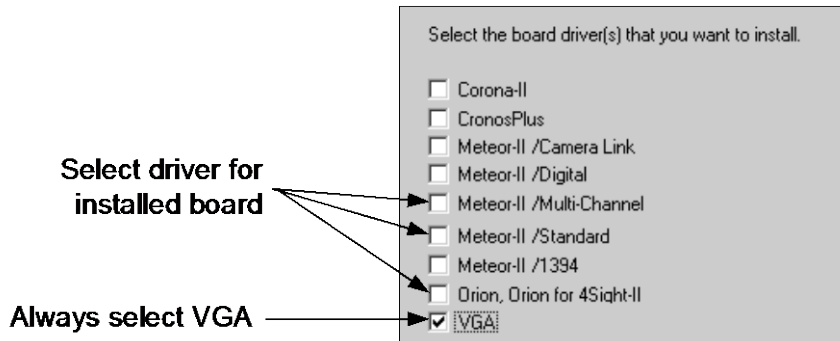 Select the board driver(s) that you want to install.
Corona-II
CronosPlus
Meteor-II /Camera Link
Meteor-II /Digital
Meteor-II /Multi-Channel
Meteor-II /Standard
Meteor-II /1394
Orion, Orion for 4Sight-II
VGA
Select driver for
installed board
Always select VGA